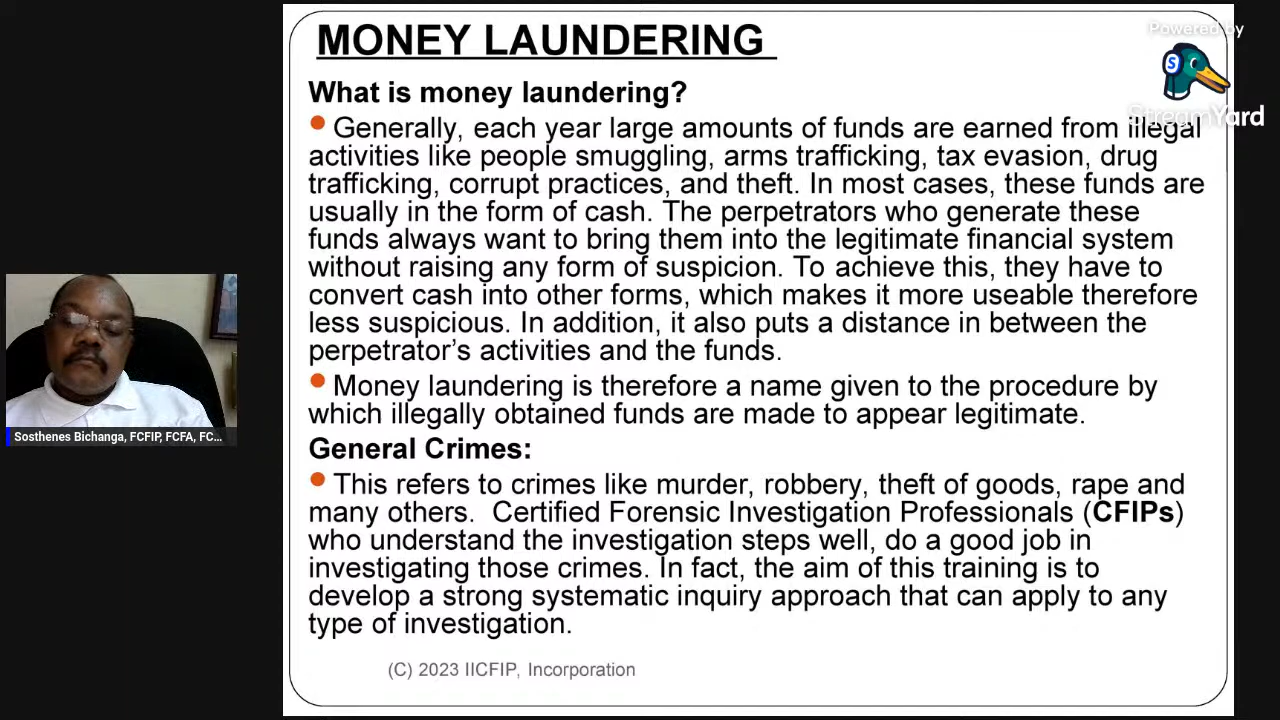 MONEY LAUNDERING
Powered by
StreamYard
What is money laundering?
Generally, each year large amounts of funds are earned from illegal
activities like people smuggling, arms trafficking, tax evasion, drug
trafficking, corrupt practices, and theft. In most cases, these funds are
usually in the form of cash. The perpetrators who generate these
funds always want to bring them into the legitimate financial system
without raising any form of suspicion. To achieve this, they have to
convert cash into other forms, which makes it more useable therefore
less suspicious. In addition, it also puts a distance in between the
perpetrator's activities and the funds.
Money laundering is therefore a name given to the procedure by
which illegally obtained funds are made to appear legitimate.
General Crimes:
This refers to crimes like murder, robbery, theft of goods, rape and
many others. Certified Forensic Investigation Professionals (CFIPs)
who understand the investigation steps well, do a good job in
investigating those crimes. In fact, the aim of this training is to
develop a strong systematic inquiry approach that can apply to any
type of investigation.
(C) 2023 IICFIP, Incorporation
Sosthenes Bichanga, FCFIP, FCFA, FC...